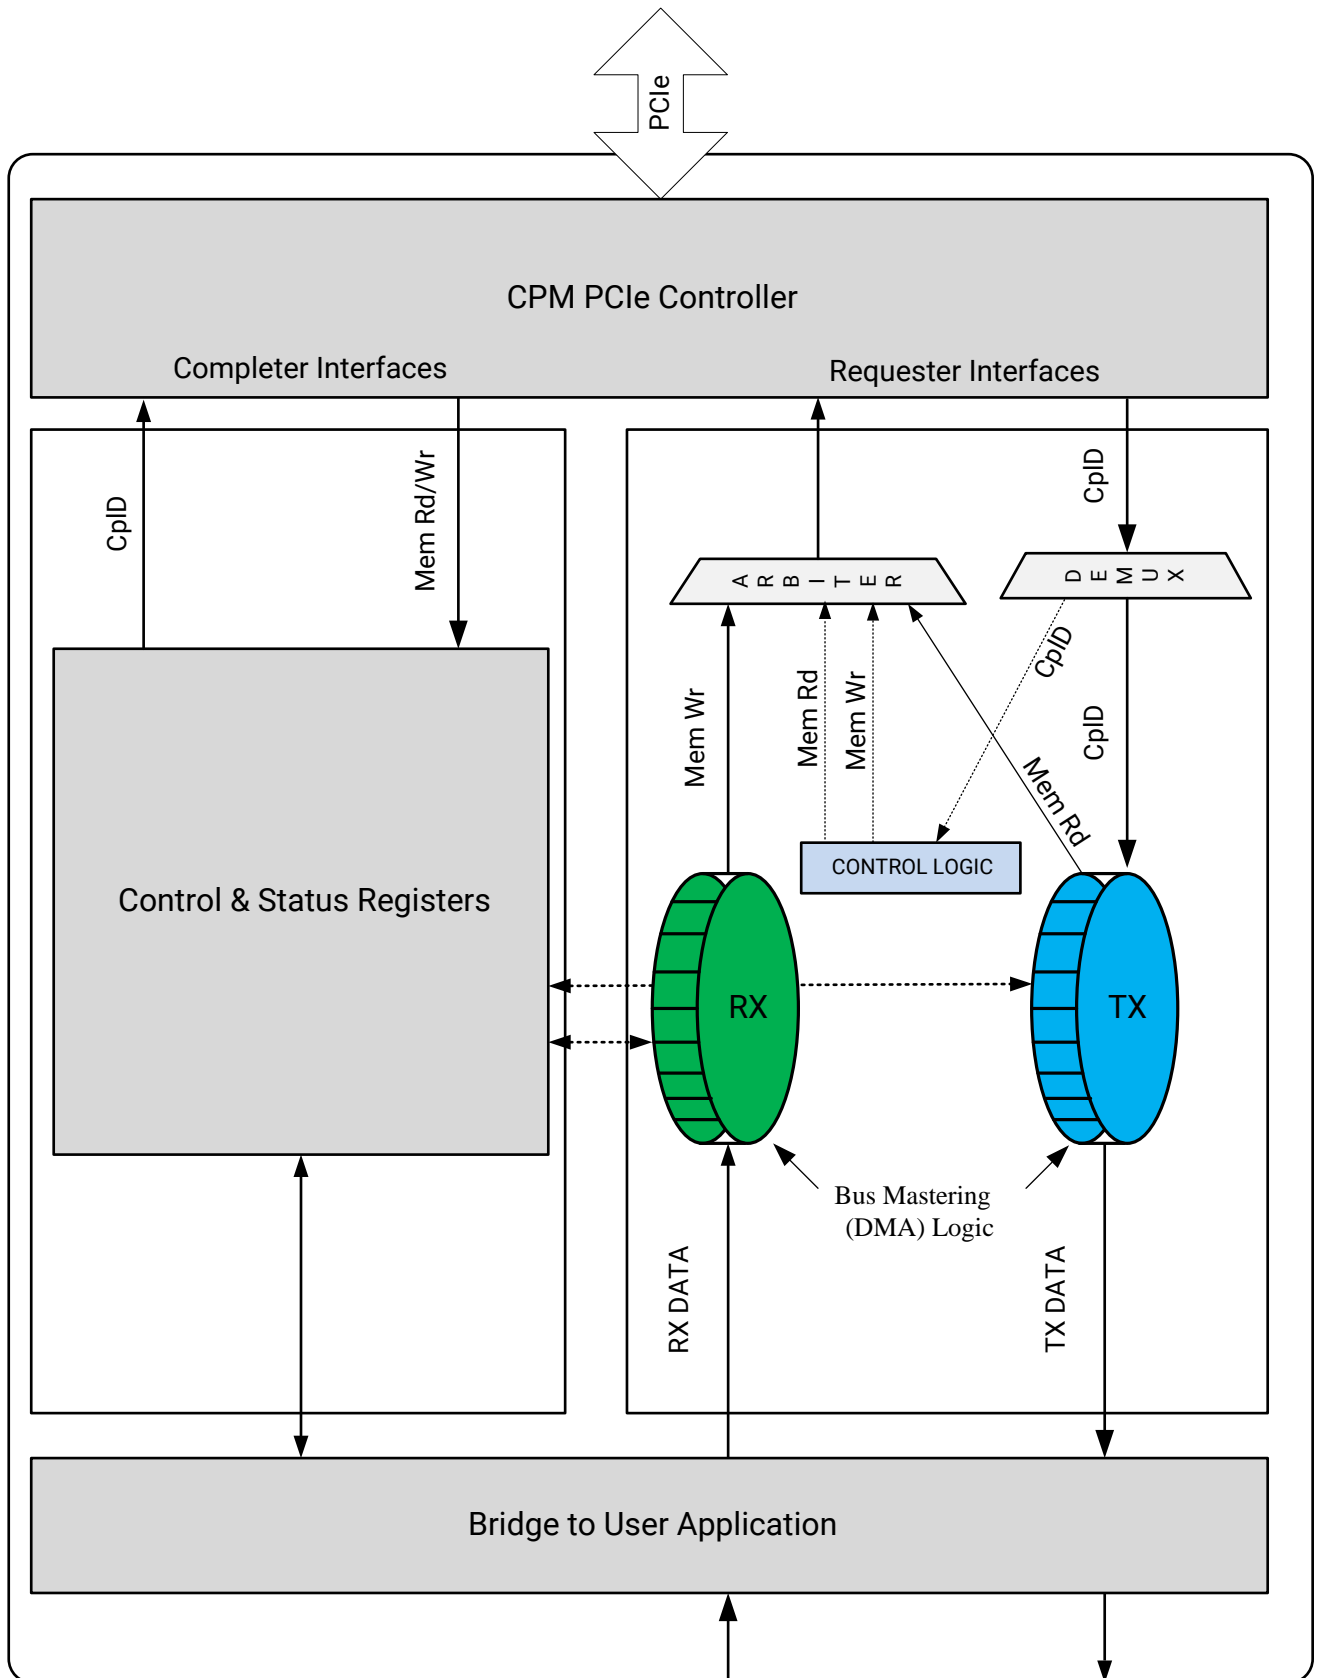 PCIe
CPM PCIe Controller
Completer Interfaces
Requester Interfaces
CplD
Mem Rd/Wr
CplD
ARBITER
DEMUX
CplD
Mem Wr
Mem Rd
Mem Wr
CplD
Mem Rd
CONTROL LOGIC
Control & Status Registers
RX
TX
Bus Mastering
(DMA) Logic
RX DATA
TX DATA
Bridge to User Application